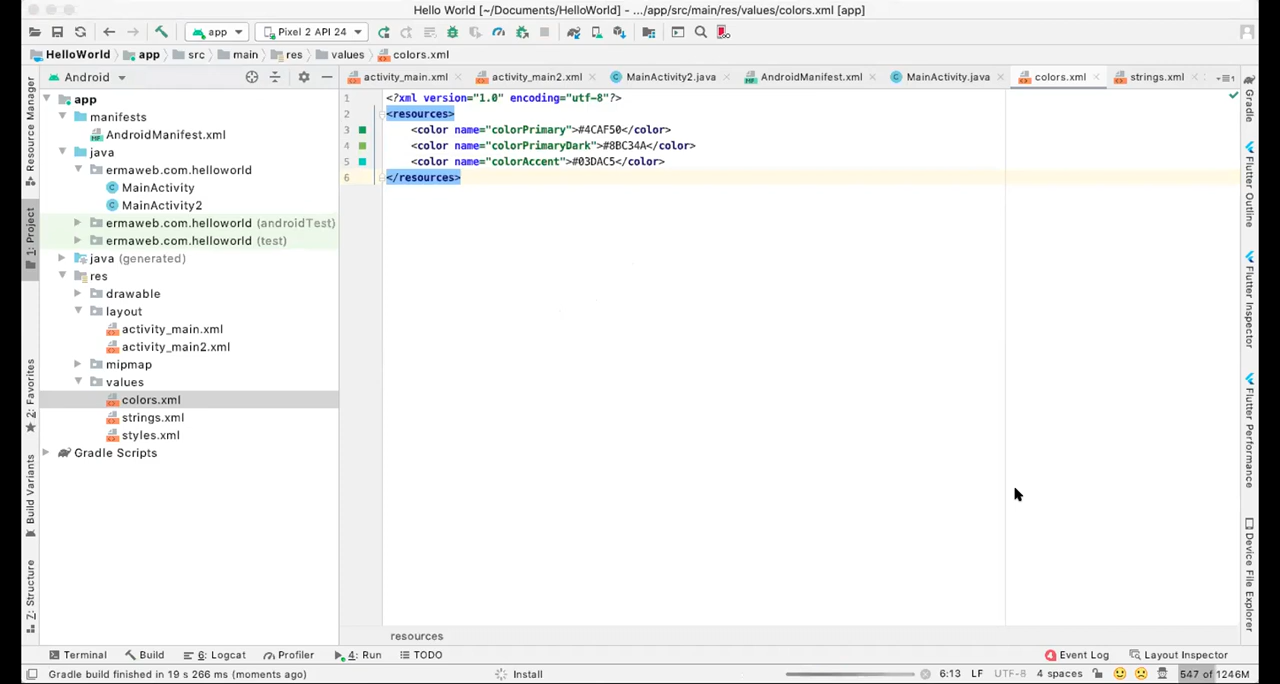 Hello World [~/Documents/HelloWorld] - .../app/src/main/res/values/colors.xml [app]
app
Pixel 2 API 24
HelloWorld
app
src
main
res
values
colors.xml
Android
activity_main.xml
activity_main2.xml
MainActivity2.java
AndroidManifest.xml
MainActivity.java
colors.xml
strings.xml
1
Resource Manager
1: Project
2: Favorites
Build Variants
7: Structure
app
manifests
AndroidManifest.xml
java
ermaweb.com.helloworld
MainActivity
MainActivity2
ermaweb.com.helloworld (androidTest)
ermaweb.com.helloworld (test)
java (generated)
res
drawable
layout
activity_main.xml
activity_main2.xml
mipmap
values
colors.xml
strings.xml
styles.xml
Gradle Scripts
1 <?xml version="1.0" encoding="utf-8"?>
2 <resources>
3 <color name="colorPrimary">#4CAF50</color>
4 <color name="colorPrimaryDark">#8BC34A</color>
5 <color name="colorAccent">#03DAC5</color>
6 </resources>
resources
Gradle
Flutter Outline
Flutter Inspector
Flutter Performance
Device File Explorer
Terminal
Build
6: Logcat
Profiler
4: Run
TODO
Event Log
Layout Inspector
Gradle build finished in 19 s 266 ms (moments ago)
Install
6:13
LF
UTF-8
4 spaces
547 of 1246M